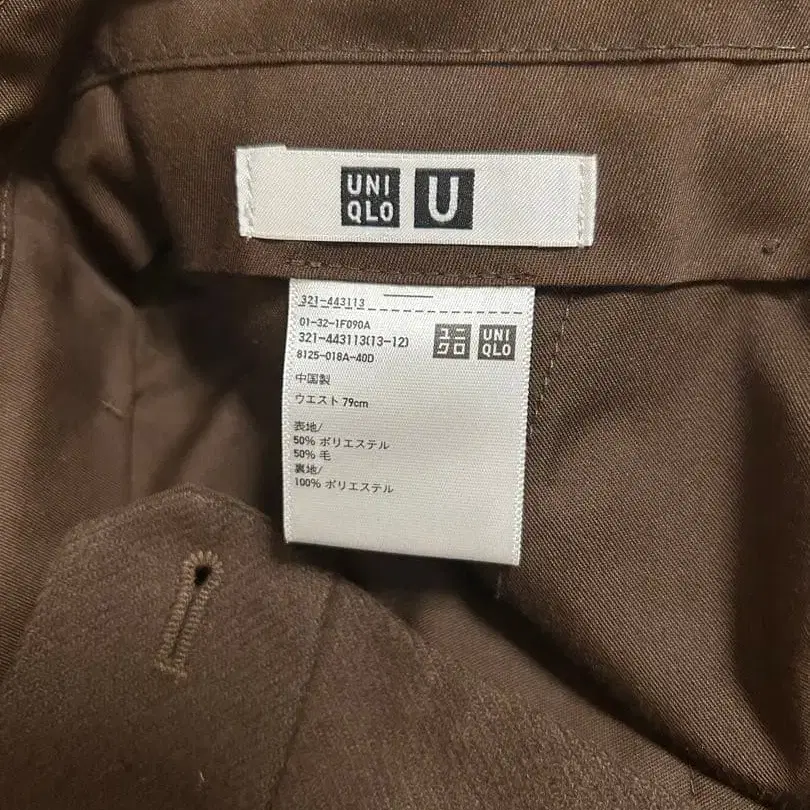 UNI
QLO
U
321-443113
01-32-1F090A
321-443113(13-12)
8125-018A-40D
ユニ
クロ
UNI
QLO
中国製
ウエスト 79cm
表地/
50% ポリエステル
50% 毛
裏地/
100% ポリエステル